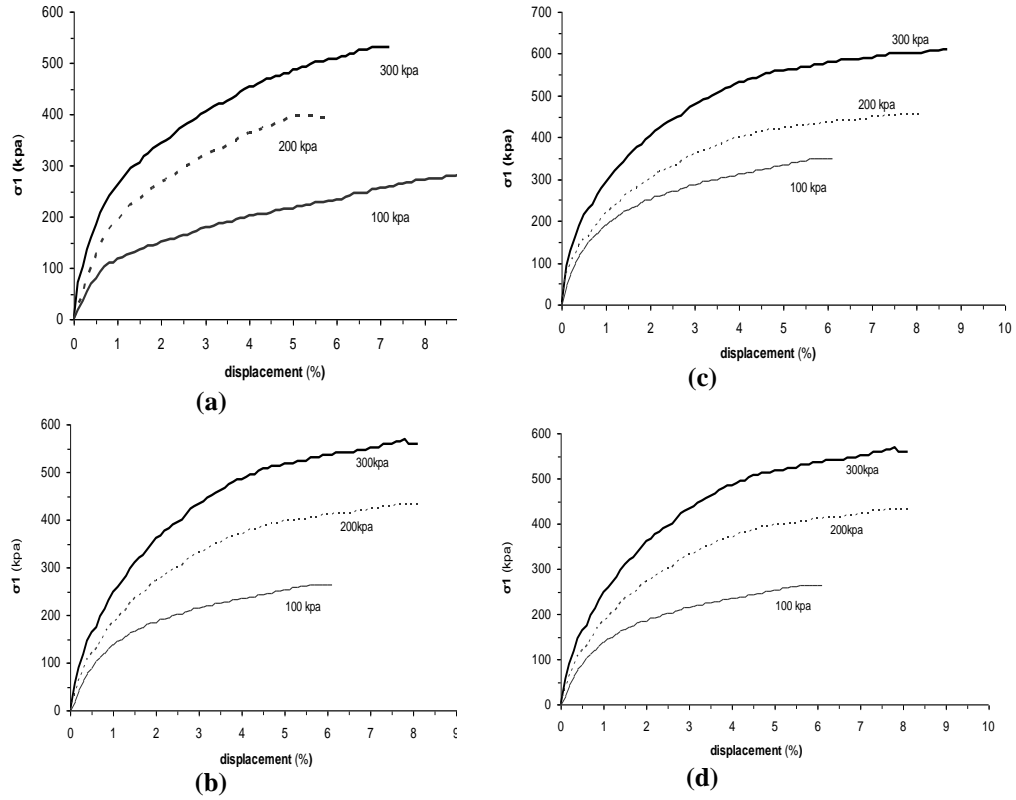 600
500
400
300
200
100
0
σ1 (kpa)
300 kpa
200 kpa
100 kpa
0 1 2 3 4 5 6 7 8
displacement (%)
(a)
700
600
500
400
300
200
100
0
σ1 (kpa)
300 kpa
200 kpa
100 kpa
0 1 2 3 4 5 6 7 8 9 10
displacement (%)
(c)
600
500
400
300
200
100
0
σ1 (kpa)
300kpa
200kpa
100 kpa
0 1 2 3 4 5 6 7 8
displacement (%)
(b)
600
500
400
300
200
100
0
σ1 (kpa)
300kpa
200kpa
100 kpa
0 1 2 3 4 5 6 7 8 9 10
displacement (%)
(d)